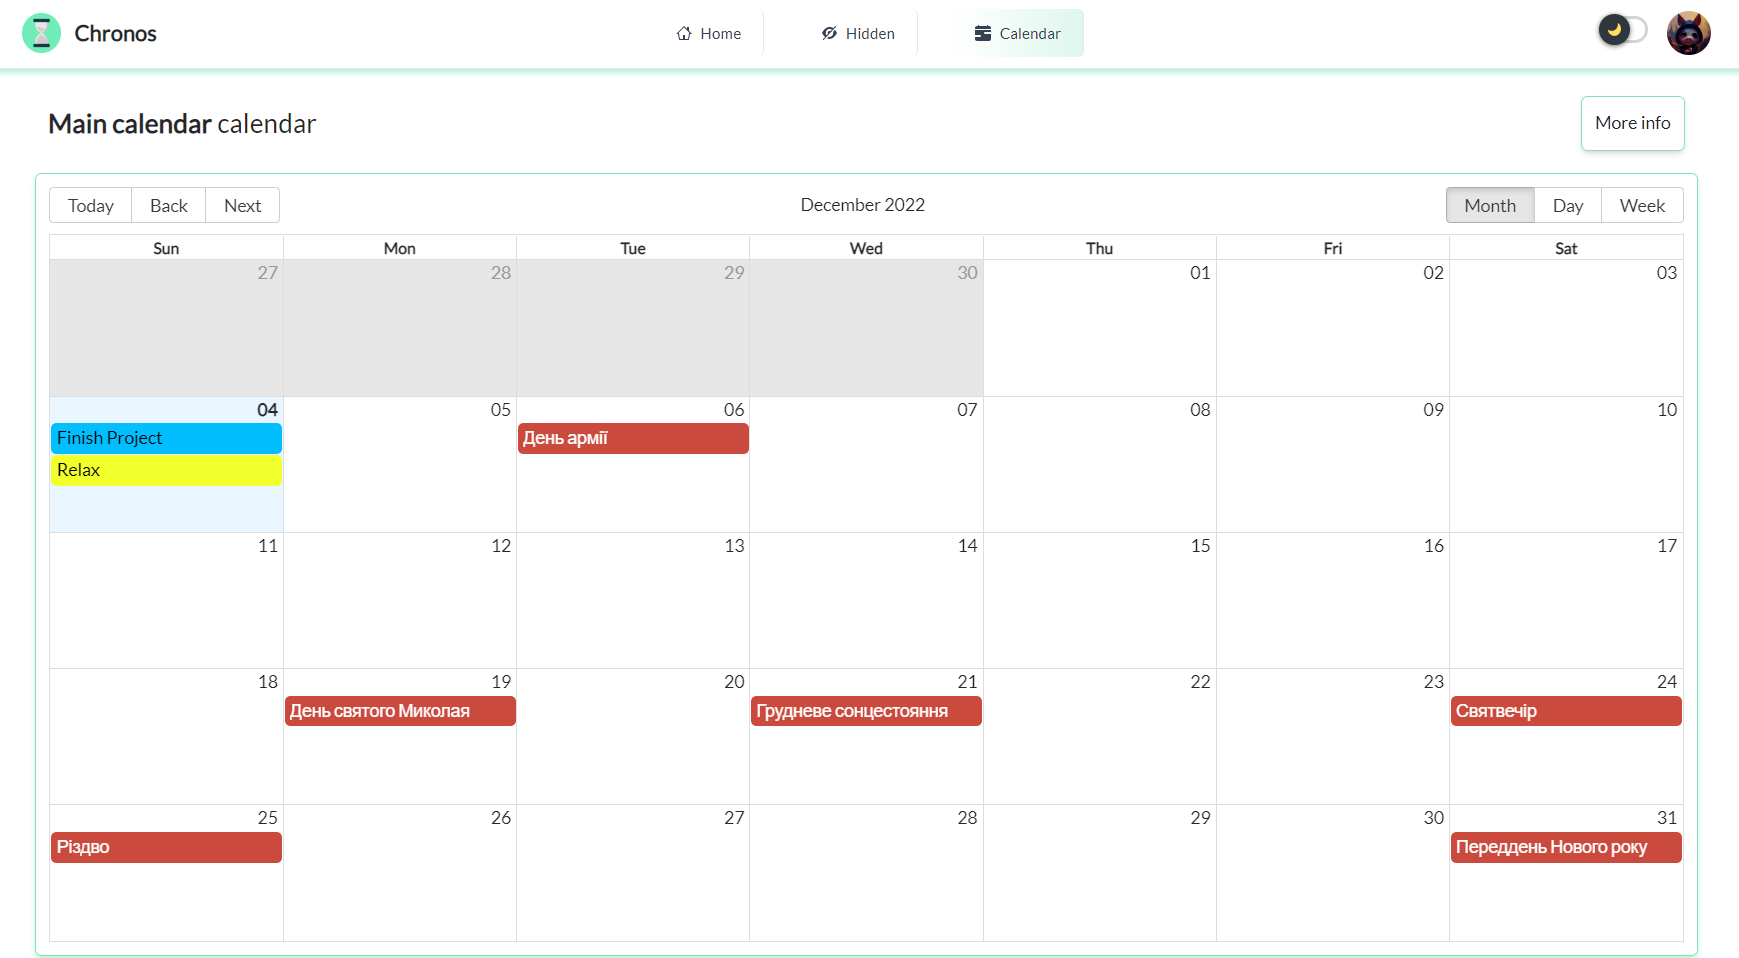 Chronos
Home
Hidden
Calendar
Main calendar calendar
More info
Today Back Next
December 2022
Month Day Week
Sun Mon Tue Wed Thu Fri Sat
27 28 29 30 01 02 03
04 05 06 07 08 09 10
Finish Project
День армії
Relax
11 12 13 14 15 16 17
18 19 20 21 22 23 24
День святого Миколая
Грудневе сонцестояння
Святвечір
25 26 27 28 29 30 31
Різдво
Переддень Нового року